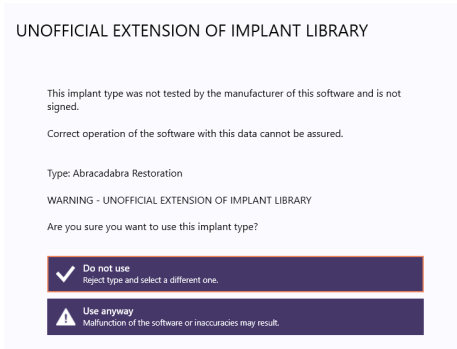 UNOFFICIAL EXTENSION OF IMPLANT LIBRARY
This implant type was not tested by the manufacturer of this software and is not
signed.
Correct operation of the software with this data cannot be assured.
Type: Abracadabra Restoration
WARNING - UNOFFICIAL EXTENSION OF IMPLANT LIBRARY
Are you sure you want to use this implant type?
Do not use
Reject type and select a different one.
Use anyway
Malfunction of the software or inaccuracies may result.